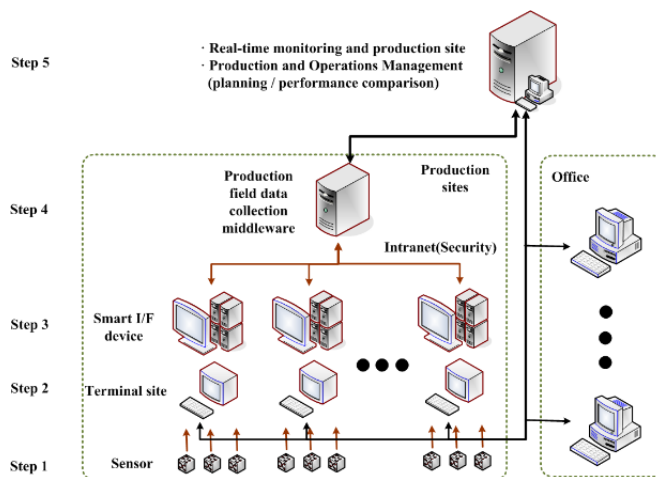 Step 5
· Real-time monitoring and production site
· Production and Operations Management
(planning / performance comparison)
Step 4
Production
field data
collection
middleware
Production
sites
Office
Intranet(Security)
Step 3
Smart I/F
device
Step 2
Terminal site
Step 1
Sensor